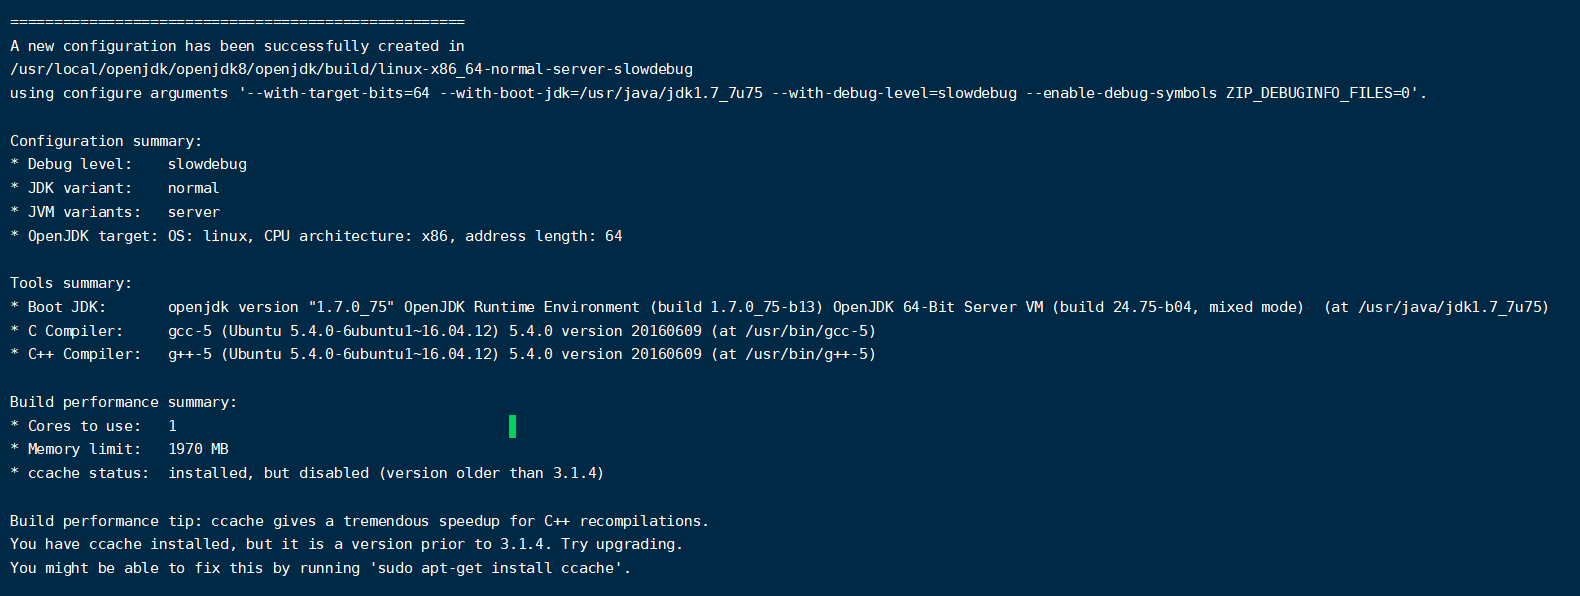 ====================================================
A new configuration has been successfully created in
/usr/local/openjdk/openjdk8/openjdk/build/linux-x86_64-normal-server-slowdebug
using configure arguments '--with-target-bits=64 --with-boot-jdk=/usr/java/jdk1.7_7u75 --with-debug-level=slowdebug --enable-debug-symbols ZIP_DEBUGINFO_FILES=0'.

Configuration summary:
* Debug level:    slowdebug
* JDK variant:    normal
* JVM variants:   server
* OpenJDK target: OS: linux, CPU architecture: x86, address length: 64

Tools summary:
* Boot JDK:       openjdk version "1.7.0_75" OpenJDK Runtime Environment (build 1.7.0_75-b13) OpenJDK 64-Bit Server VM (build 24.75-b04, mixed mode)  (at /usr/java/jdk1.7_7u75)
* C Compiler:     gcc-5 (Ubuntu 5.4.0-6ubuntu1~16.04.12) 5.4.0 version 20160609 (at /usr/bin/gcc-5)
* C++ Compiler:   g++-5 (Ubuntu 5.4.0-6ubuntu1~16.04.12) 5.4.0 version 20160609 (at /usr/bin/g++-5)

Build performance summary:
* Cores to use:   1
* Memory limit:   1970 MB
* ccache status:  installed, but disabled (version older than 3.1.4)

Build performance tip: ccache gives a tremendous speedup for C++ recompilations.
You have ccache installed, but it is a version prior to 3.1.4. Try upgrading.
You might be able to fix this by running 'sudo apt-get install ccache'.